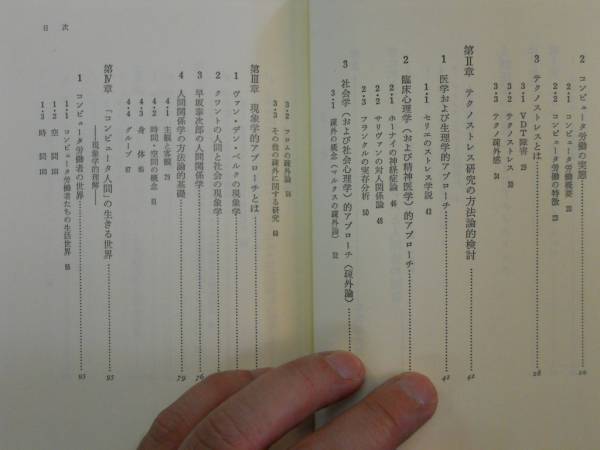 2 コンピュータ労働の実態
2・1 コンピュータ労働概要
2・2 コンピュータ労働の特徴
3 テクノストレスとは 28
3・1 VDT障害
3・2 テクノストレス
3・3 テクノ疎外感
第Ⅱ章 テクノストレス研究の方法論的検討 42
1 医学および生理学的アプローチ 42
1・1 セリエのストレス学説
2 臨床心理学(および精神医学)的アプローチ
2・1 ホーナイの神経症論
2・2 サリヴァンの対人関係論
2・3 フランクルの実存分析 50
3 社会学(および社会心理学)的アプローチ〈疎外論〉
3・1 疎外の概念(マルクスの疎外論) 52
目次
3・2 フロムの疎外論
3・3 その他の疎外に関する研究
第Ⅲ章 現象学的アプローチとは
1 ヴァン・デン・ベルクの現象学
2 クワントの人間と社会の現象学
3 早坂泰次郎の人間関係学 76
4 人間関係学の方法論的基礎 79
4・1 主観と客観
4・2 時間・空間の概念
4・3 身体
4・4 グループ 87
第Ⅳ章 「コンピュータ人間」の生きる世界 95
——現象学的理解——
1 コンピュータ労働者の世界 95
1・1 コンピュータ労働者たちの生活世界
1・2 空間
1・3 時間